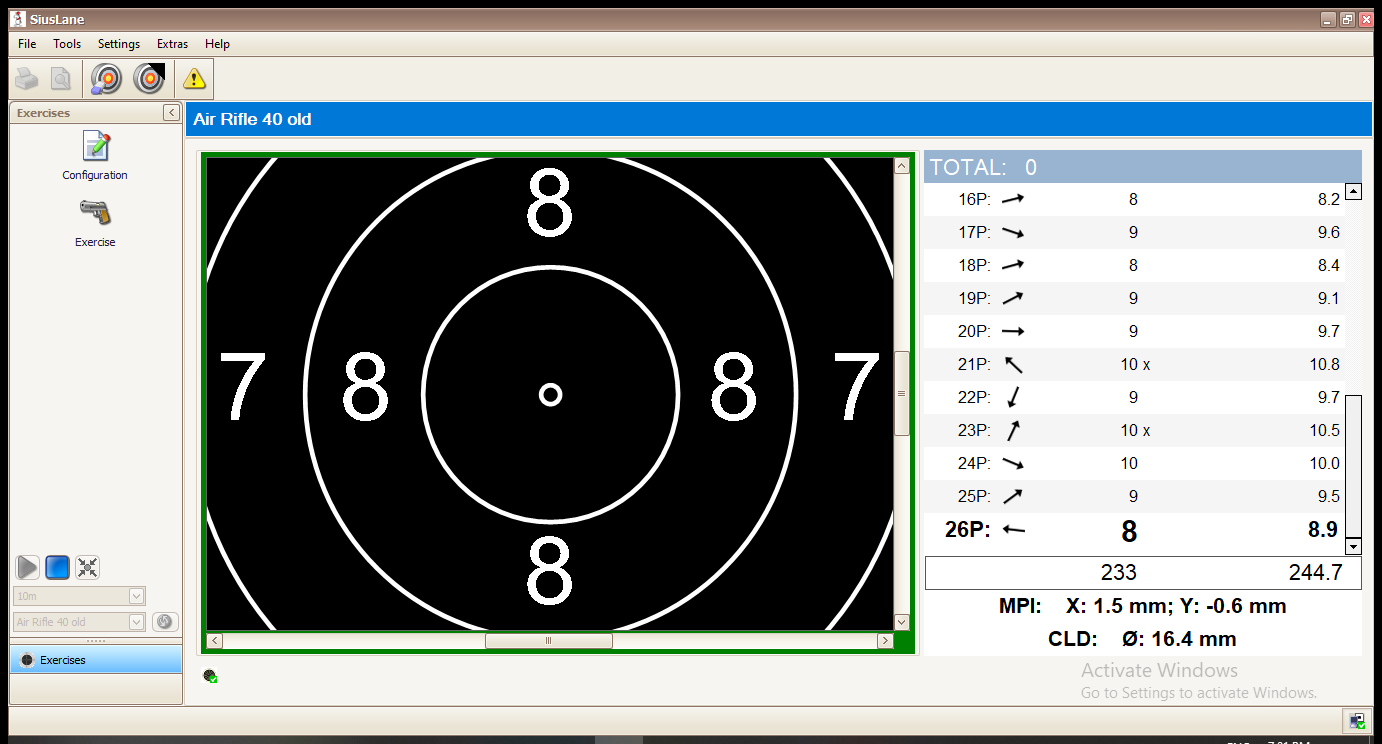 SiusLane
File Tools Settings Extras Help
Exercises
Configuration
Exercise
10m
Air Rifle 40 old
Exercises
Air Rifle 40 old
8
7 8 8 7
8
TOTAL: 0
16P: 8 8.2
17P: 9 9.6
18P: 8 8.4
19P: 9 9.1
20P: 9 9.7
21P: 10 x 10.8
22P: 9 9.7
23P: 10 x 10.5
24P: 10 10.0
25P: 9 9.5
26P: 8 8.9
233 244.7
MPI: X: 1.5 mm; Y: -0.6 mm
CLD: Ø: 16.4 mm
Activate Windows
Go to Settings to activate Windows.